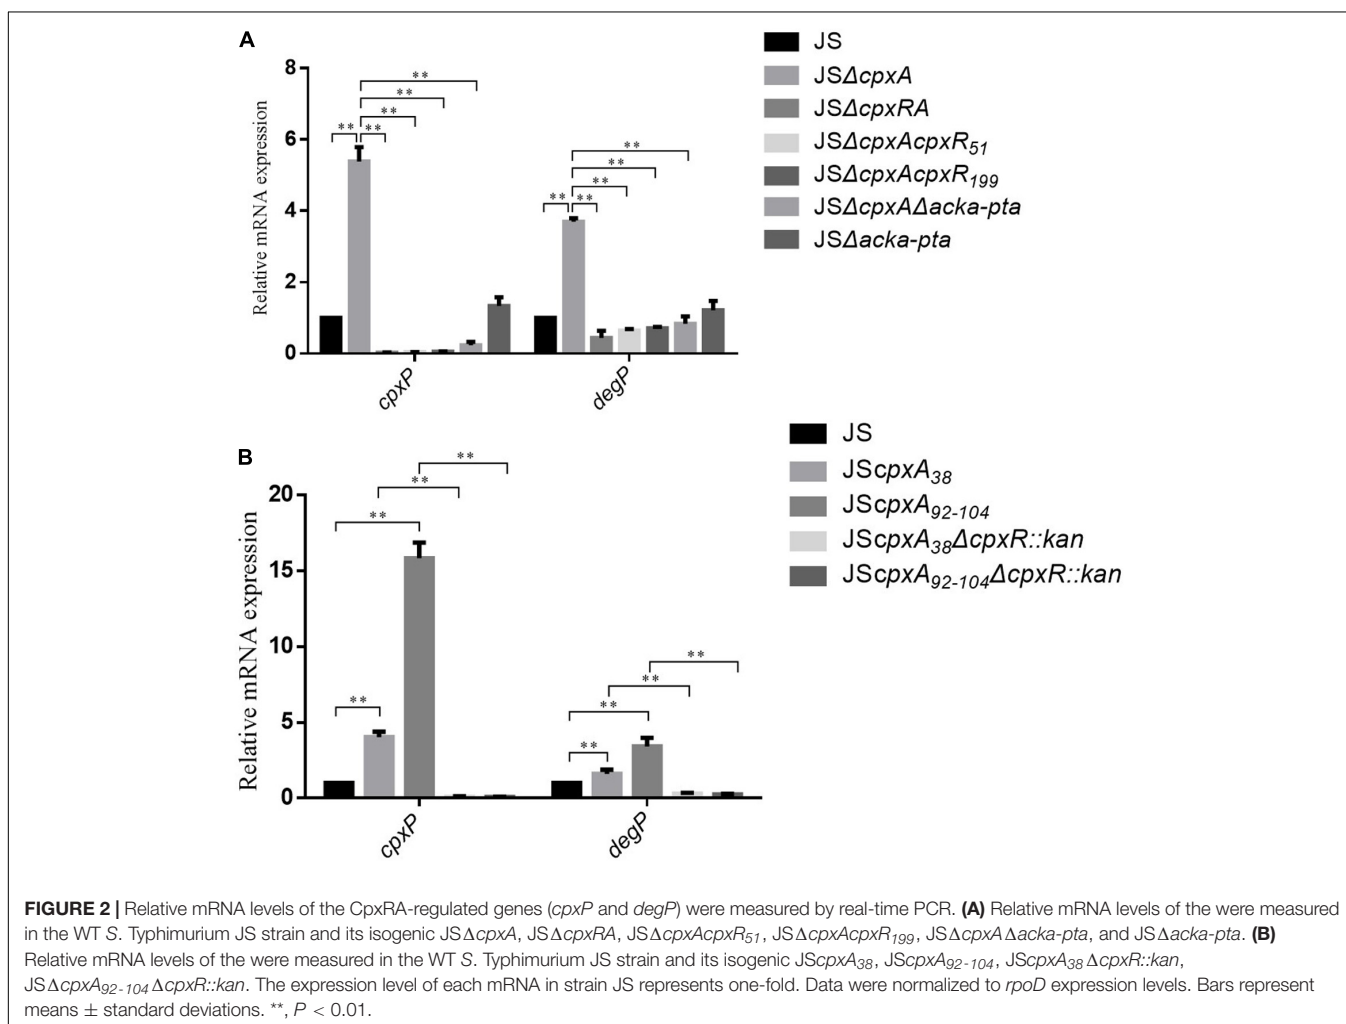 A
JS
JSΔcpxA
JSΔcpxRA
JSΔcpxAcpxR51
JSΔcpxAcpxR199
JSΔcpxAΔacka-pta
JSΔacka-pta
Relative mRNA expression
8
6
4
2
0
**
**
**
**
**
**
**
**
**
**
cpxP
degP
B
JS
JScpxA38
JScpxA92-104
JScpxA38ΔcpxR::kan
JScpxA92-104ΔcpxR::kan
Relative mRNA expression
20
15
10
5
0
**
**
**
**
**
**
**
**
cpxP
degP
FIGURE 2 | Relative mRNA levels of the CpxRA-regulated genes (cpxP and degP) were measured by real-time PCR. (A) Relative mRNA levels of the were measured
in the WT S. Typhimurium JS strain and its isogenic JSΔcpxA, JSΔcpxRA, JSΔcpxAcpxR51, JSΔcpxAcpxR199, JSΔcpxAΔacka-pta, and JSΔacka-pta. (B)
Relative mRNA levels of the were measured in the WT S. Typhimurium JS strain and its isogenic JScpxA38, JScpxA92-104, JScpxA38ΔcpxR::kan,
JSΔcpxA92-104ΔcpxR::kan. The expression level of each mRNA in strain JS represents one-fold. Data were normalized to rpoD expression levels. Bars represent
means ± standard deviations. **, P < 0.01.